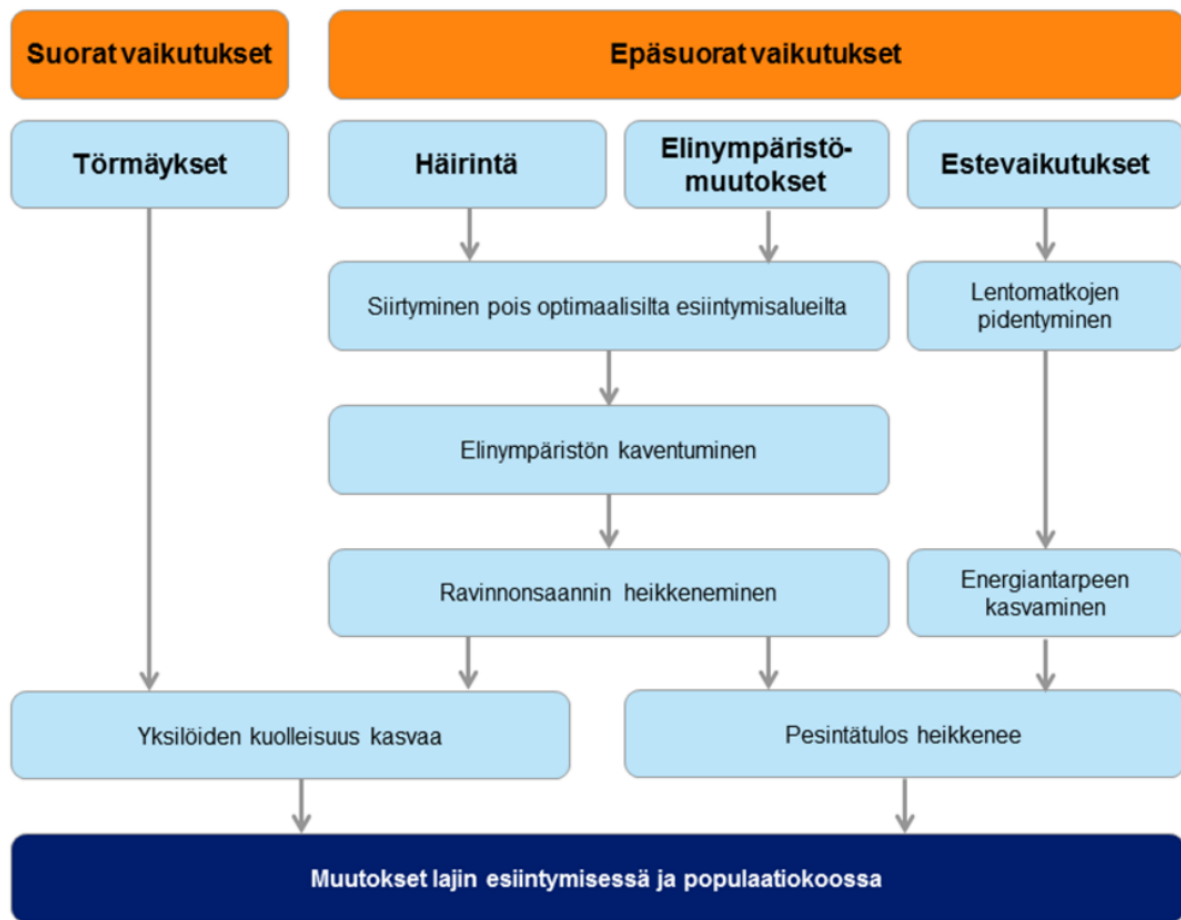 Suorat vaikutukset
Epäsuorat vaikutukset
Törmäykset
Häirintä
Elinympäristö-
muutokset
Estevaikutukset
Siirtyminen pois optimaalisilta esiintymisalueilta
Lentomatkojen
pidentyminen
Elinympäristön kaventuminen
Ravinnonsaannin heikkeneminen
Energiantarpeen
kasvaminen
Yksilöiden kuolleisuus kasvaa
Pesintätulos heikkenee
Muutokset lajin esiintymisessä ja populaatiokoossa